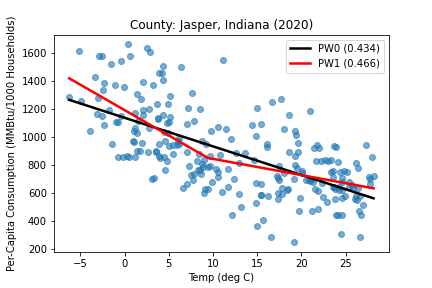 County: Jasper, Indiana (2020)
PW0 (0.434)
PW1 (0.466)
Per-Capita Consumption (MMBtu/1000 Households)
1600
1400
1200
1000
800
600
400
200
−5 0 5 10 15 20 25
Temp (deg C)